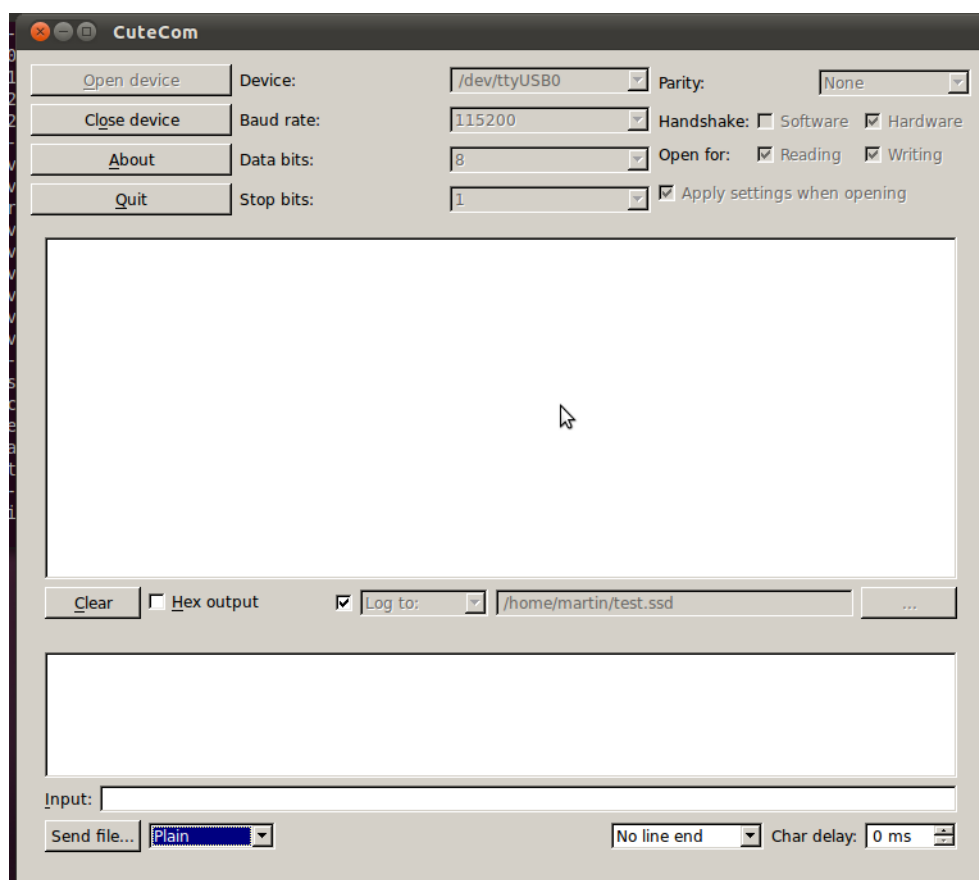 CuteCom
Open device Device: /dev/ttyUSB0 Parity: None
Close device Baud rate: 115200 Handshake: Software Hardware
About Data bits: 8 Open for: Reading Writing
Quit Stop bits: 1 Apply settings when opening
Clear Hex output Log to: /home/martin/test.ssd ...
Input:
Send file... Plain No line end Char delay: 0 ms